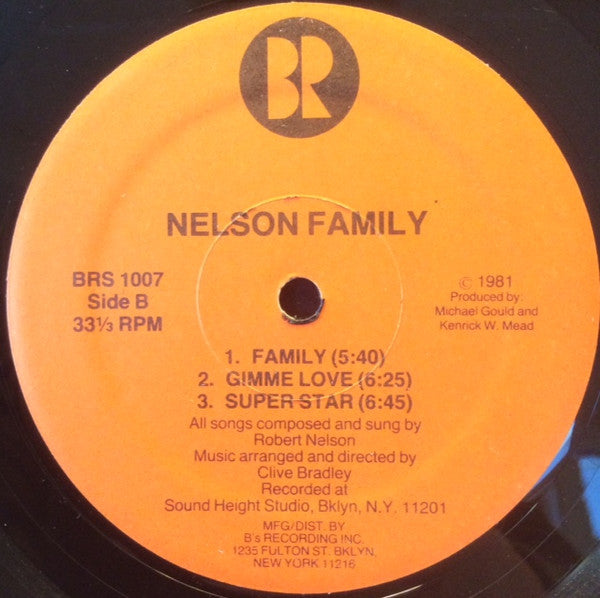 BR
NELSON FAMILY
BRS 1007
Side B
33⅓ RPM
© 1981
Produced by:
Michael Gould and
Kenrick W. Mead
1. FAMILY (5:40)
2. GIMME LOVE (6:25)
3. SUPER STAR (6:45)
All songs composed and sung by
Robert Nelson
Music arranged and directed by
Clive Bradley
Recorded at
Sound Height Studio, Bklyn, N.Y. 11201
MFG/DIST. BY
B's RECORDING INC.
1235 FULTON ST. BKLYN,
NEW YORK 11216